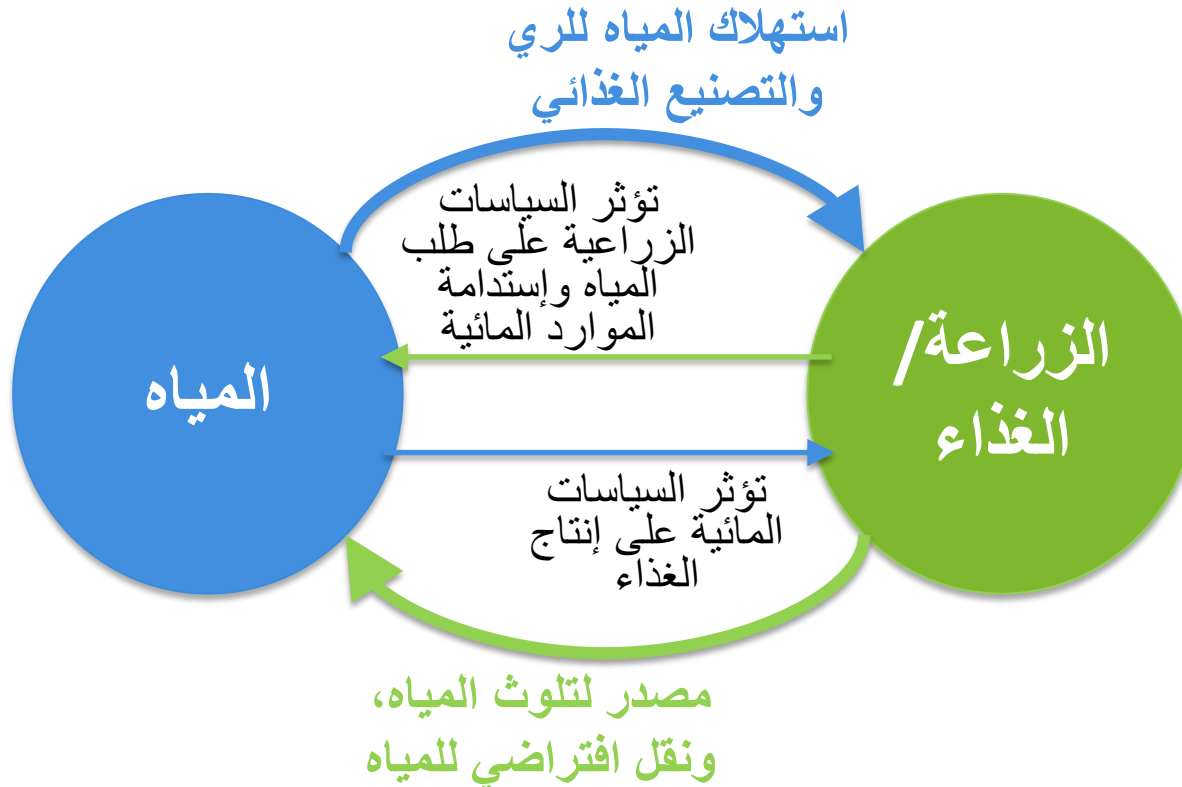 استهلاك المياه للري
والتصنيع الغذائي
تؤثر السياسات
الزراعية على طلب
المياه وإستدامة
الموارد المائية
الزراعة/
الغذاء
المياه
تؤثر السياسات
المائية على إنتاج
الغذاء
مصدر لتلوث المياه،
ونقل افتراضي للمياه